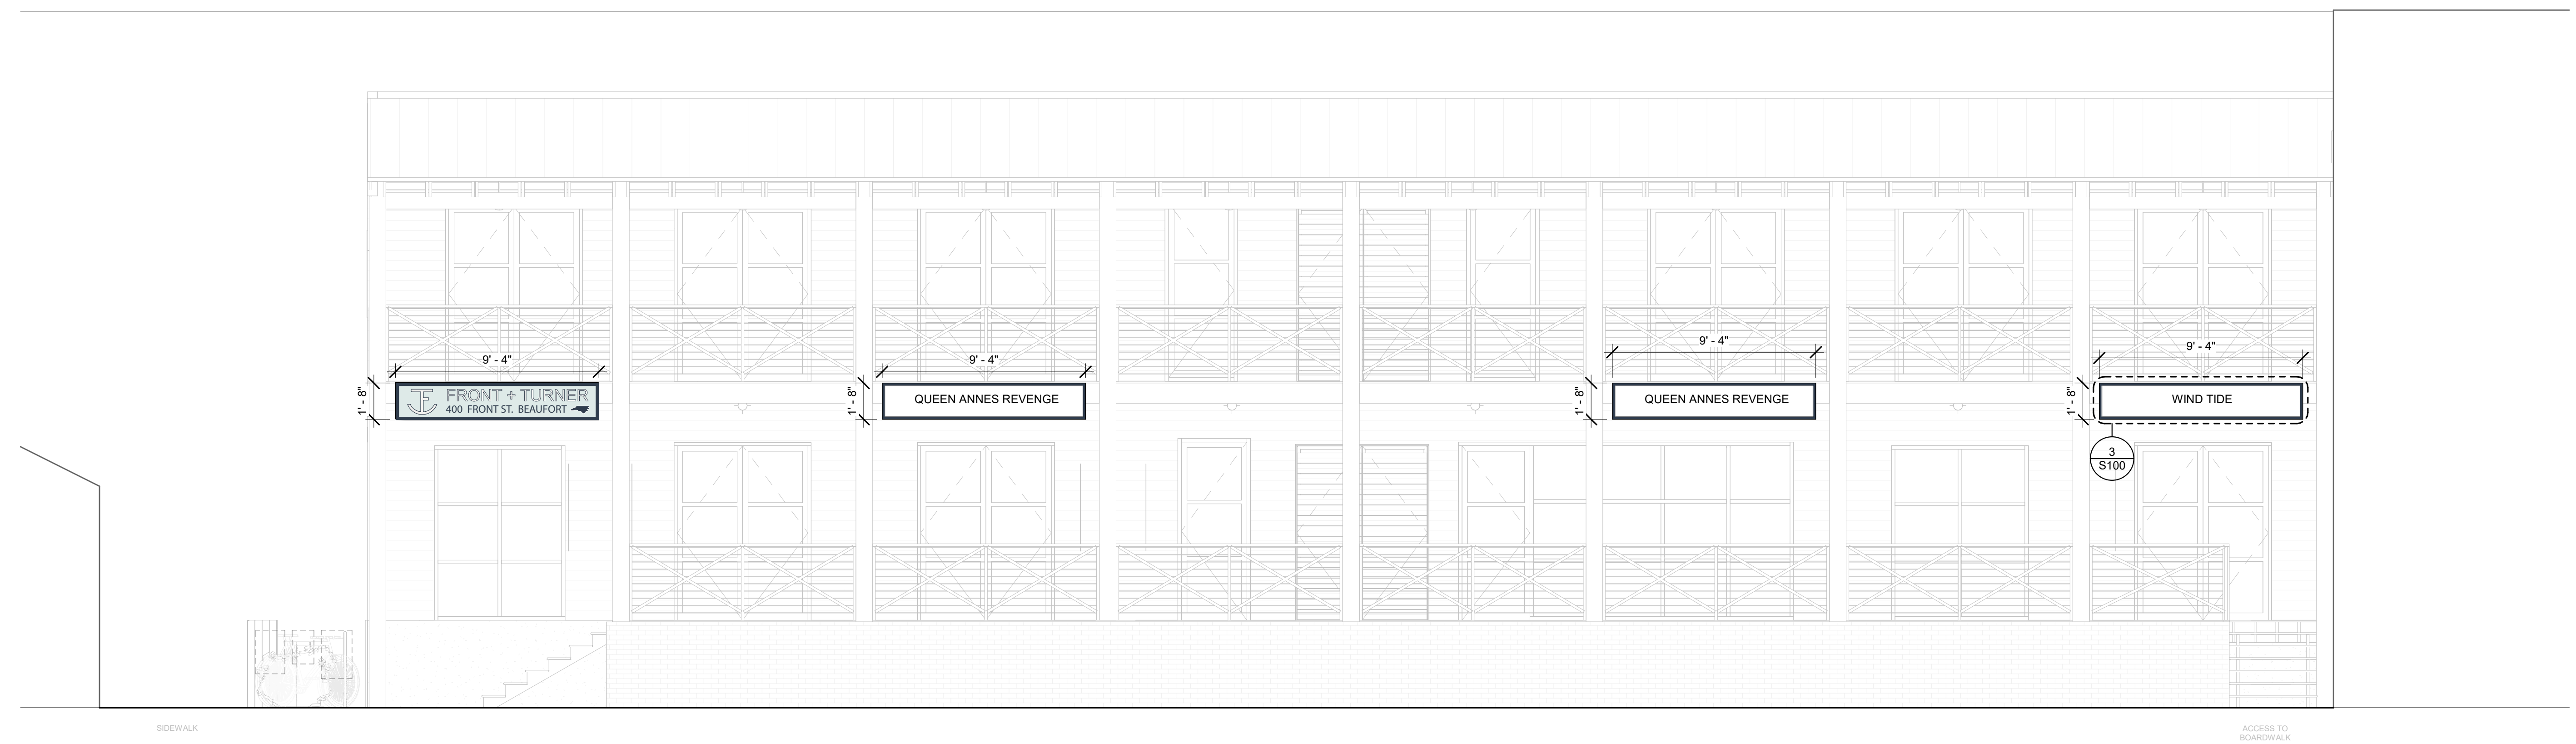 9' - 4"
9' - 4"
9' - 4"
9' - 4"
1' - 8"
FRONT + TURNER
400 FRONT ST. BEAUFORT
1' - 8"
QUEEN ANNES REVENGE
1' - 8"
QUEEN ANNES REVENGE
1' - 8"
WIND TIDE
3
S100
SIDEWALK
ACCESS TO
BOARDWALK